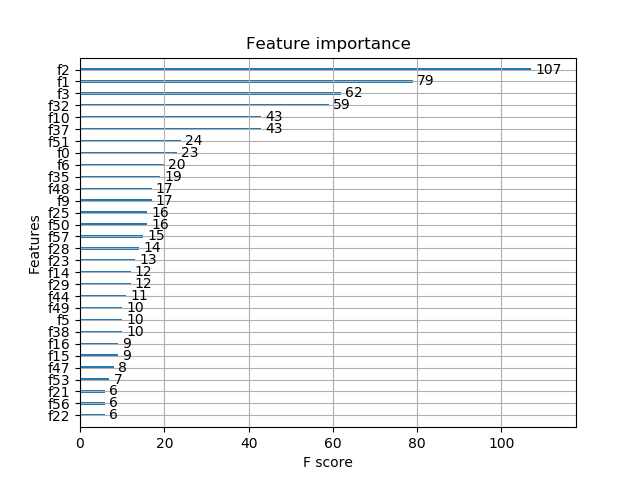 Feature importance
Features
f2 107
f1 79
f3 62
f32 59
f10 43
f37 43
f51 24
f0 23
f6 20
f35 19
f48 17
f9 17
f25 16
f50 16
f57 15
f28 14
f23 13
f14 12
f29 12
f44 11
f49 10
f5 10
f38 10
f16 9
f15 9
f47 8
f53 7
f21 6
f56 6
f22 6
0 20 40 60 80 100
F score